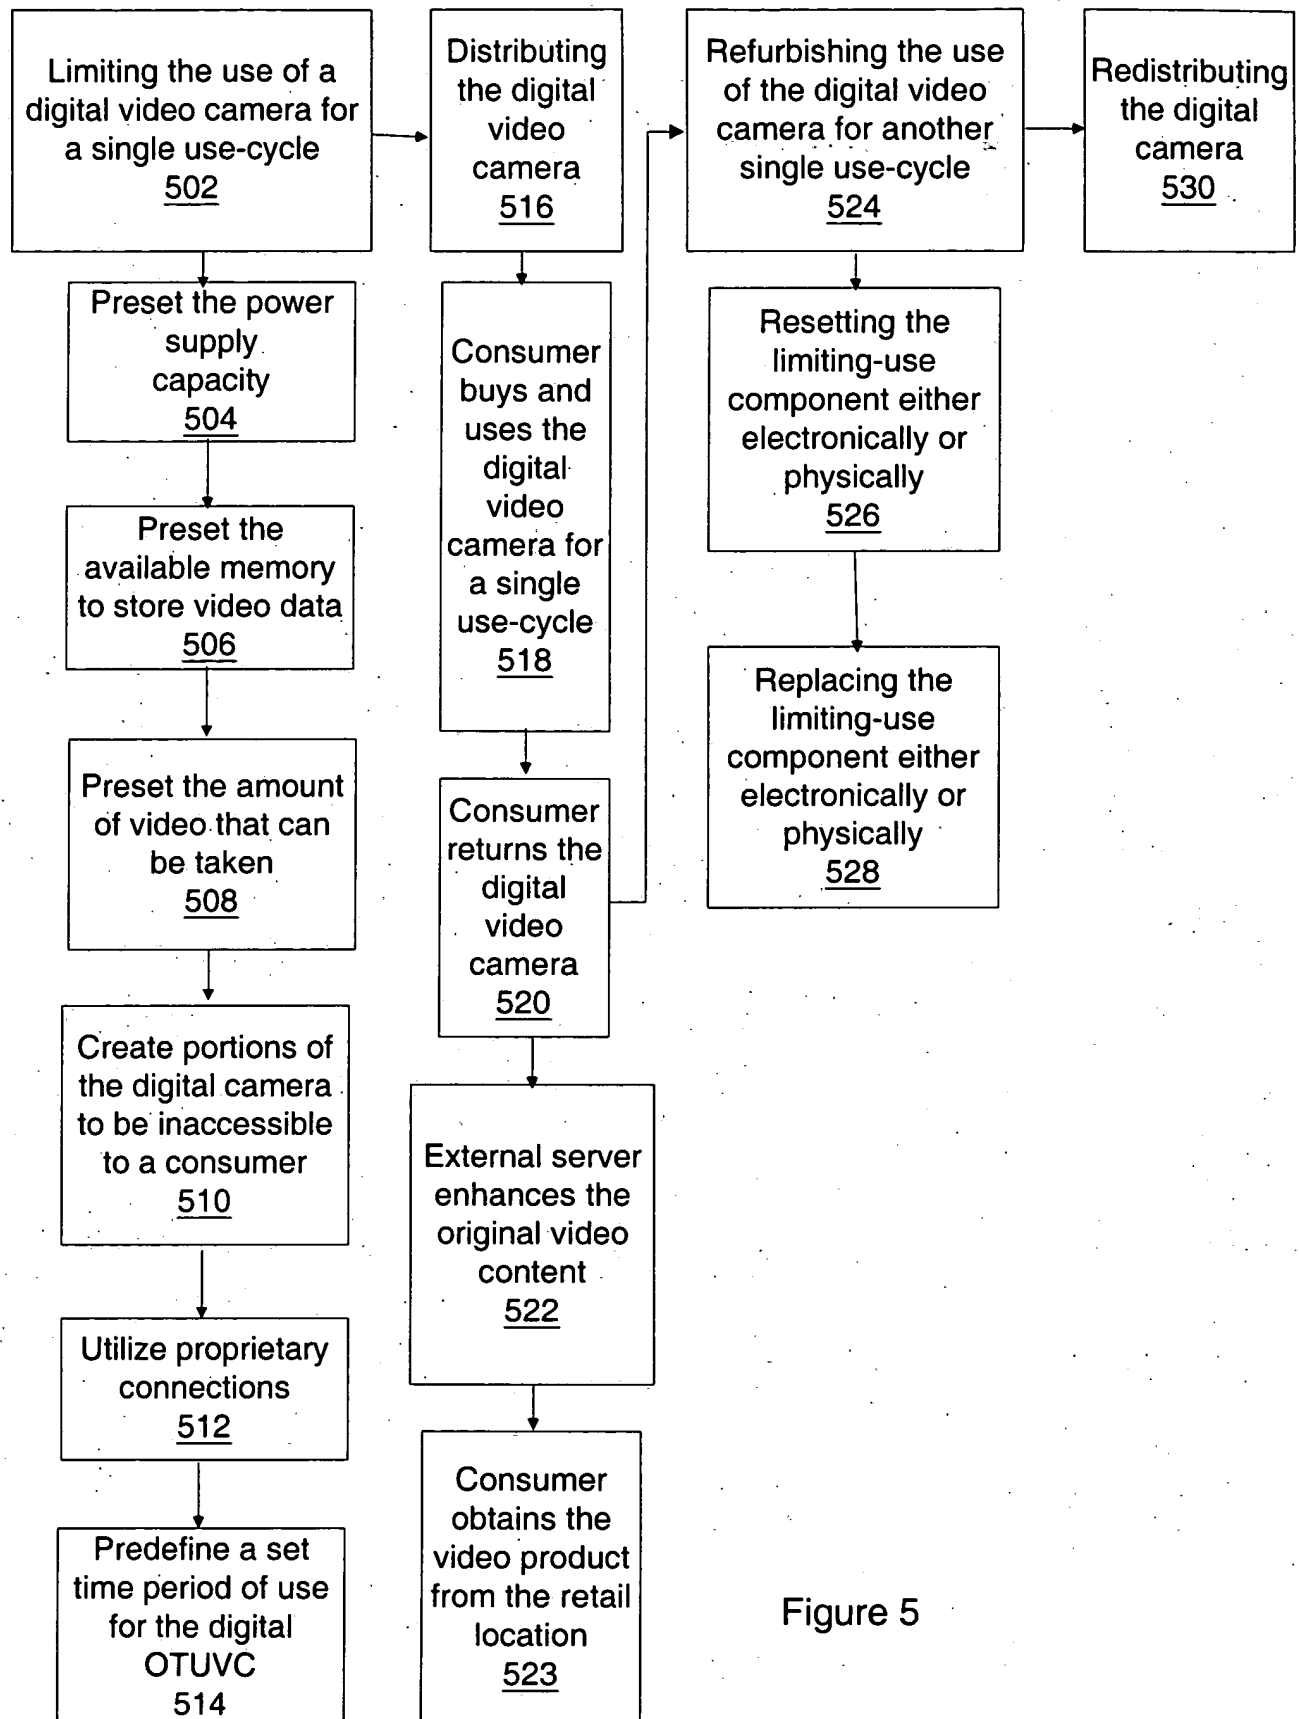 Limiting the use of a
digital video camera for
a single use-cycle
502
Preset the power
supply
capacity
504
Preset the
available memory
to store video data
506
Preset the amount
of video that can
be taken
508
Create portions of
the digital camera
to be inaccessible
to a consumer
510
Utilize proprietary
connections
512
Predefine a set
time period of use
for the digital
OTUVC
514
Distributing
the digital
video
camera
516
Consumer
buys and
uses the
digital
video
camera for
a single
use-cycle
518
Consumer
returns the
digital
video
camera
520
External server
enhances the
original video
content
522
Consumer
obtains the
video product
from the retail
location
523
Refurbishing the use
of the digital video
camera for another
single use-cycle
524
Resetting the
limiting-use
component either
electronically or
physically
526
Replacing the
limiting-use
component either
electronically or
physically
528
Redistributing
the digital
camera
530
Figure 5